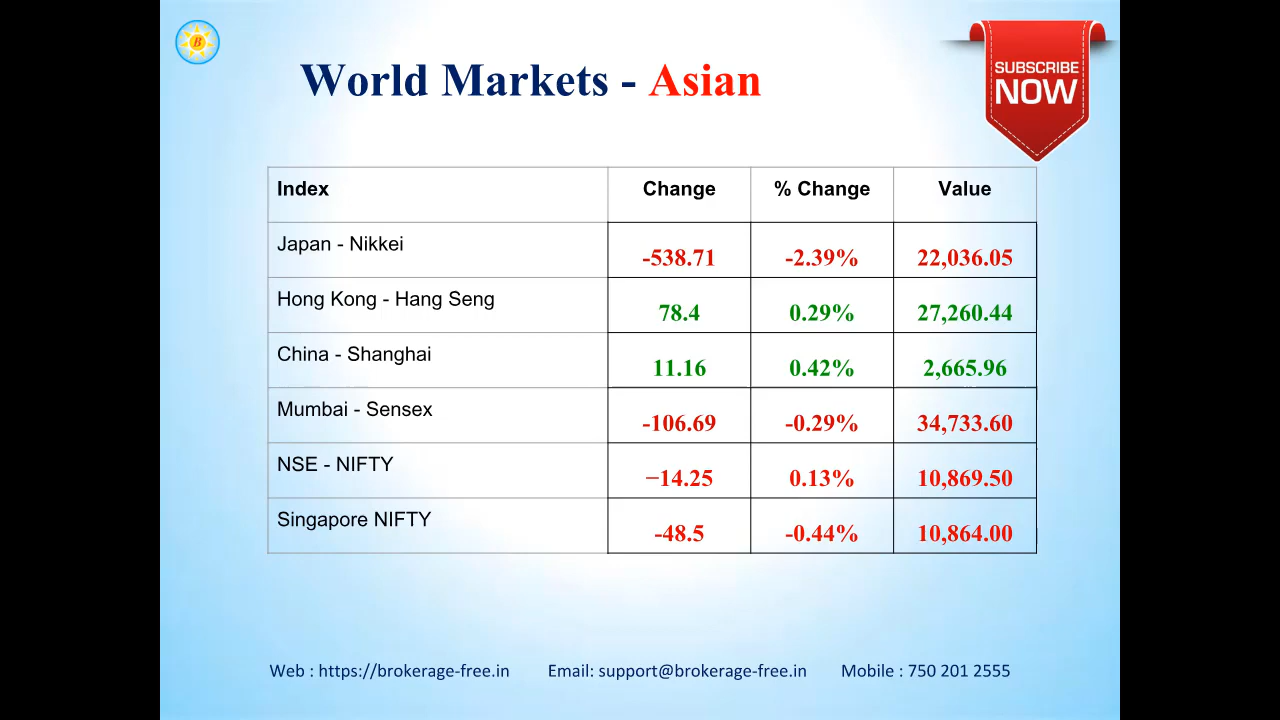 B
World Markets - Asian
SUBSCRIBE
NOW
Index Change % Change Value
Japan - Nikkei -538.71 -2.39% 22,036.05
Hong Kong - Hang Seng 78.4 0.29% 27,260.44
China - Shanghai 11.16 0.42% 2,665.96
Mumbai - Sensex -106.69 -0.29% 34,733.60
NSE - NIFTY −14.25 0.13% 10,869.50
Singapore NIFTY -48.5 -0.44% 10,864.00
Web : https://brokerage-free.in Email: support@brokerage-free.in Mobile : 750 201 2555